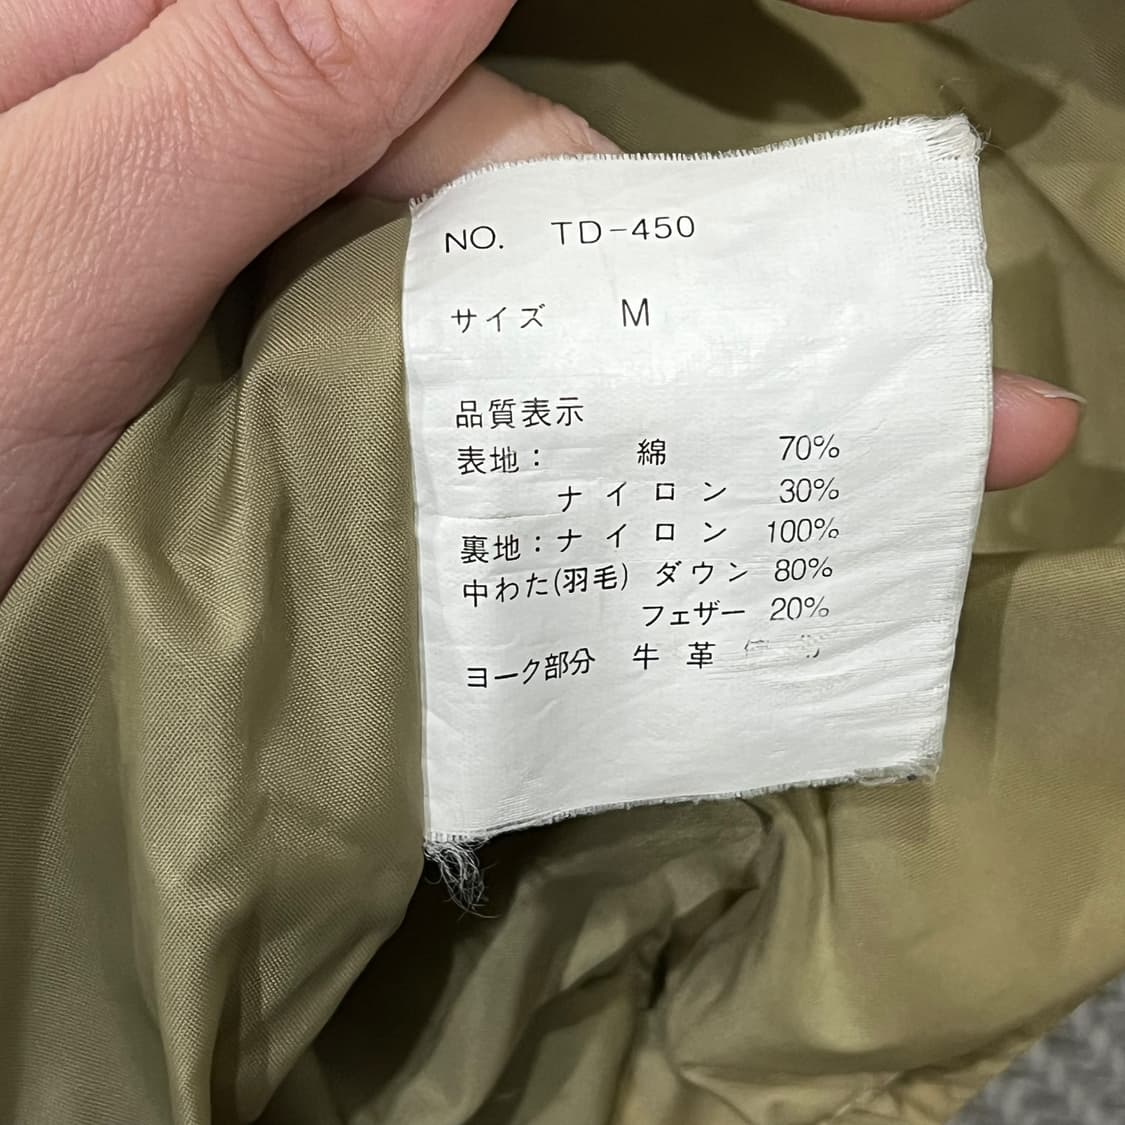 NO. TD-450
サイズ M
品質表示
表地： 綿 70%
ナイロン 30%
裏地：ナイロン 100%
中わた(羽毛) ダウン 80%
フェザー 20%
ヨーク部分 牛革